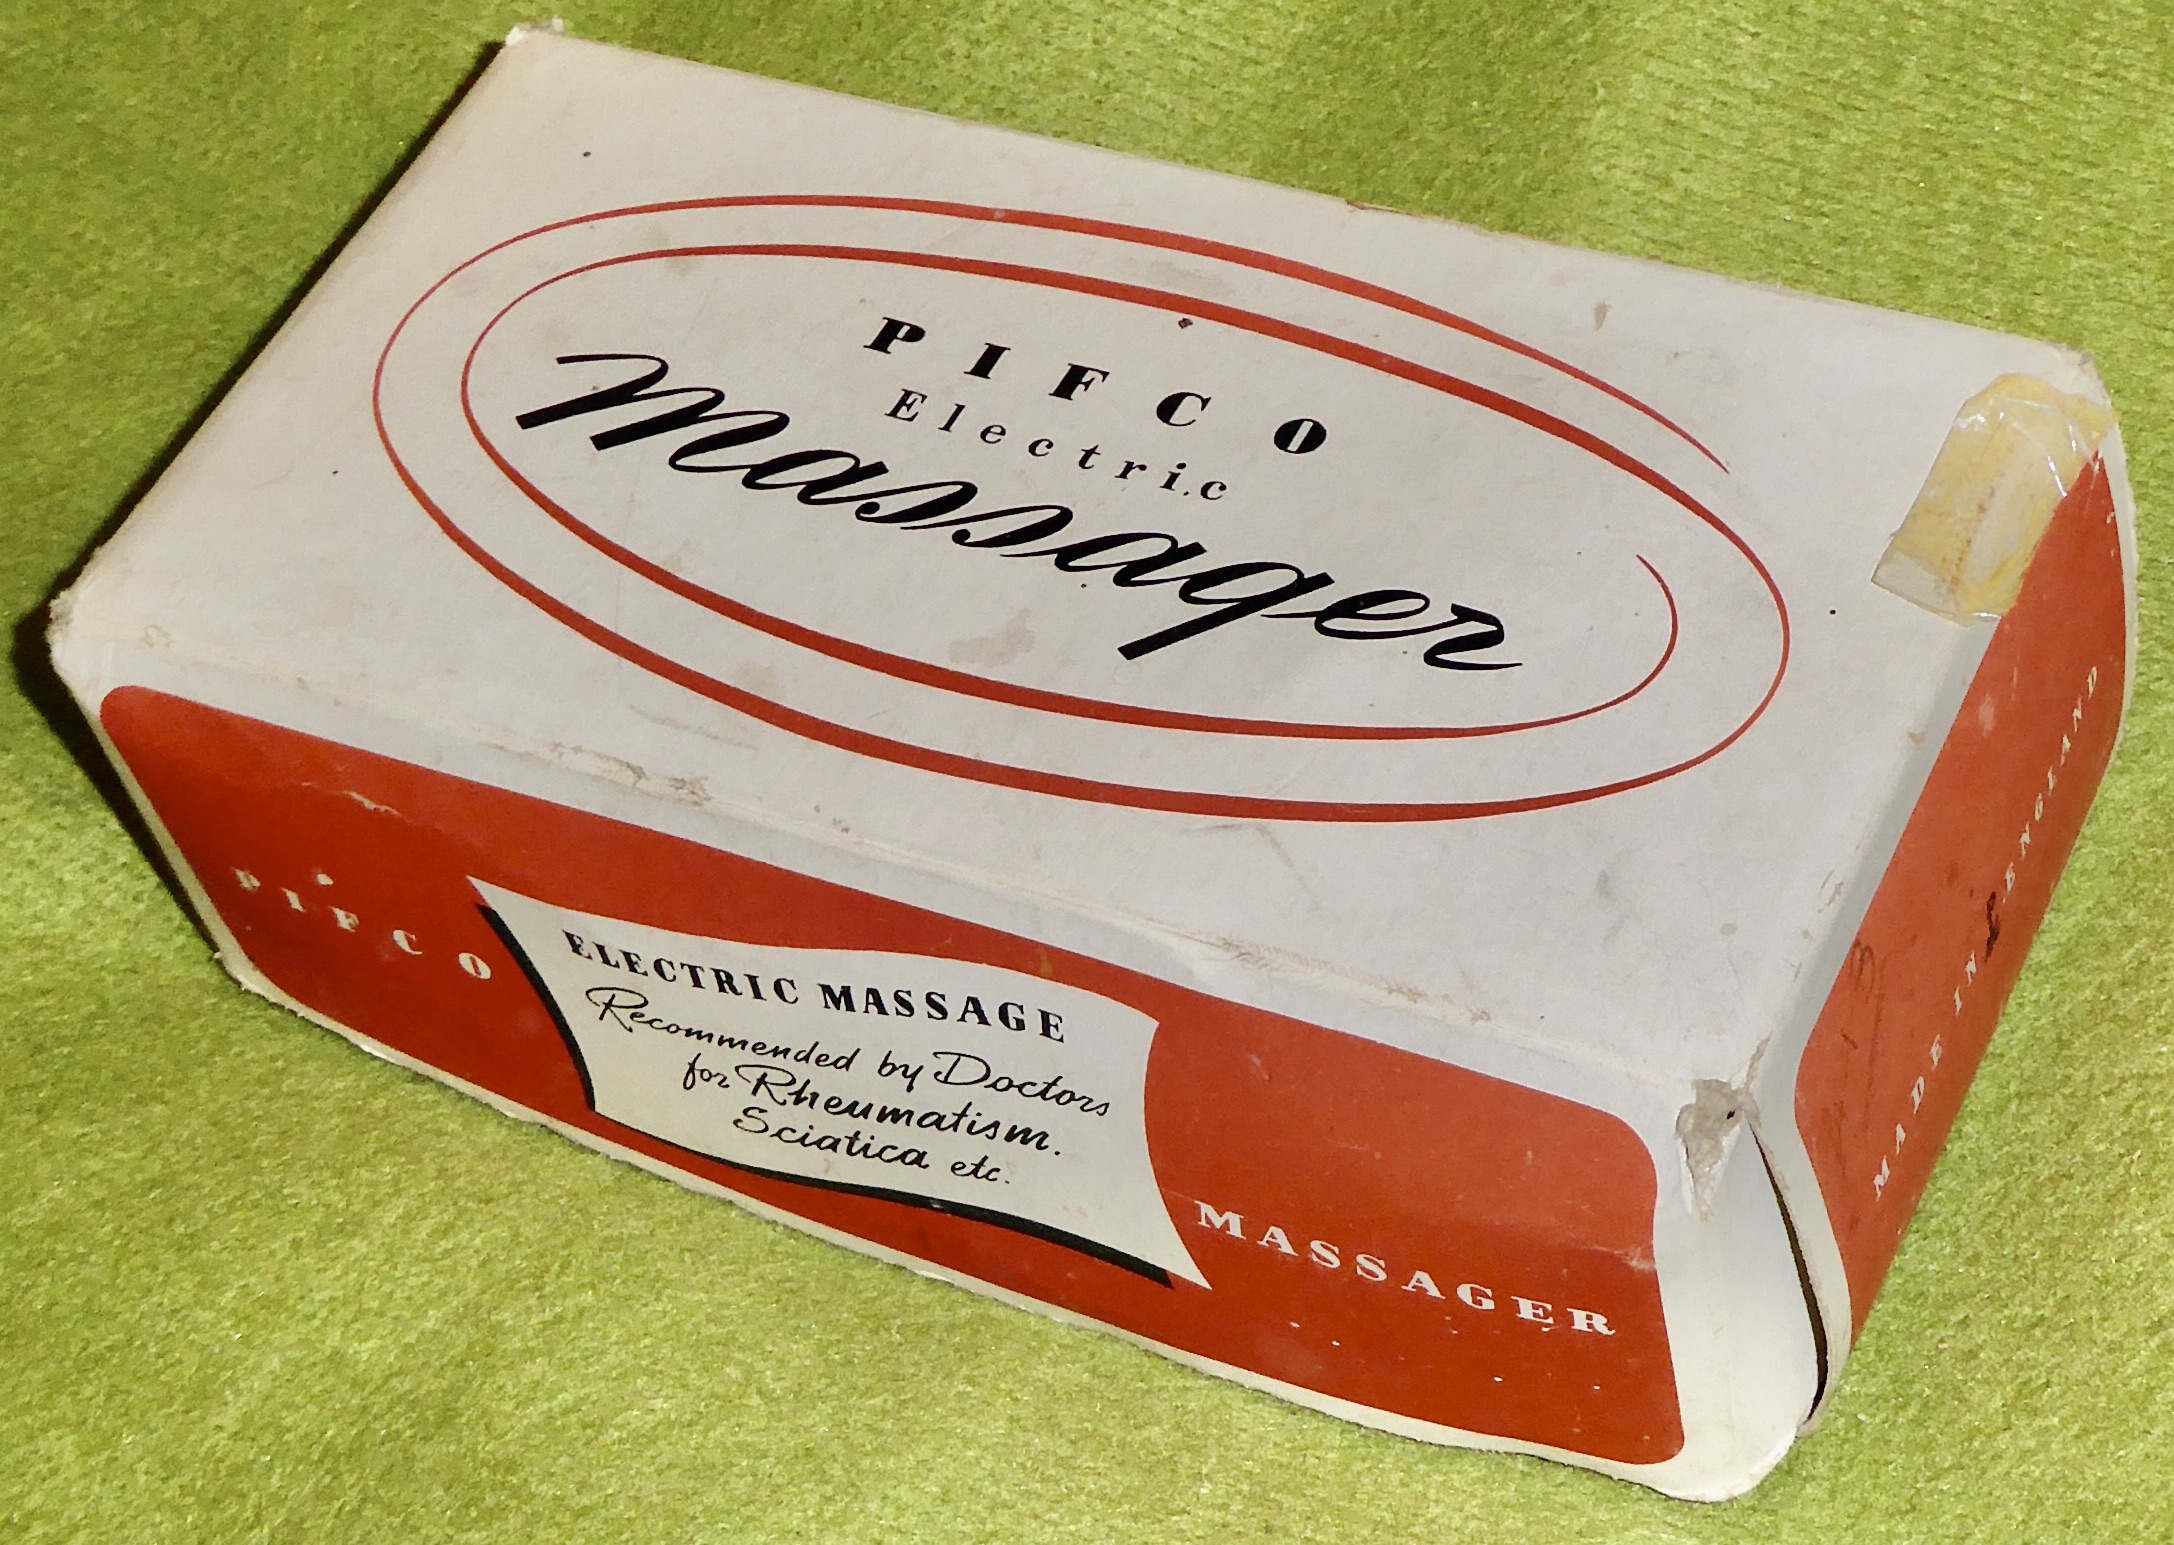 PIFCO
Electric
Massager
PIFCO
ELECTRIC MASSAGE
Recommended by Doctors
for Rheumatism.
Sciatica etc.
MASSAGER
MADE IN ENGLAND